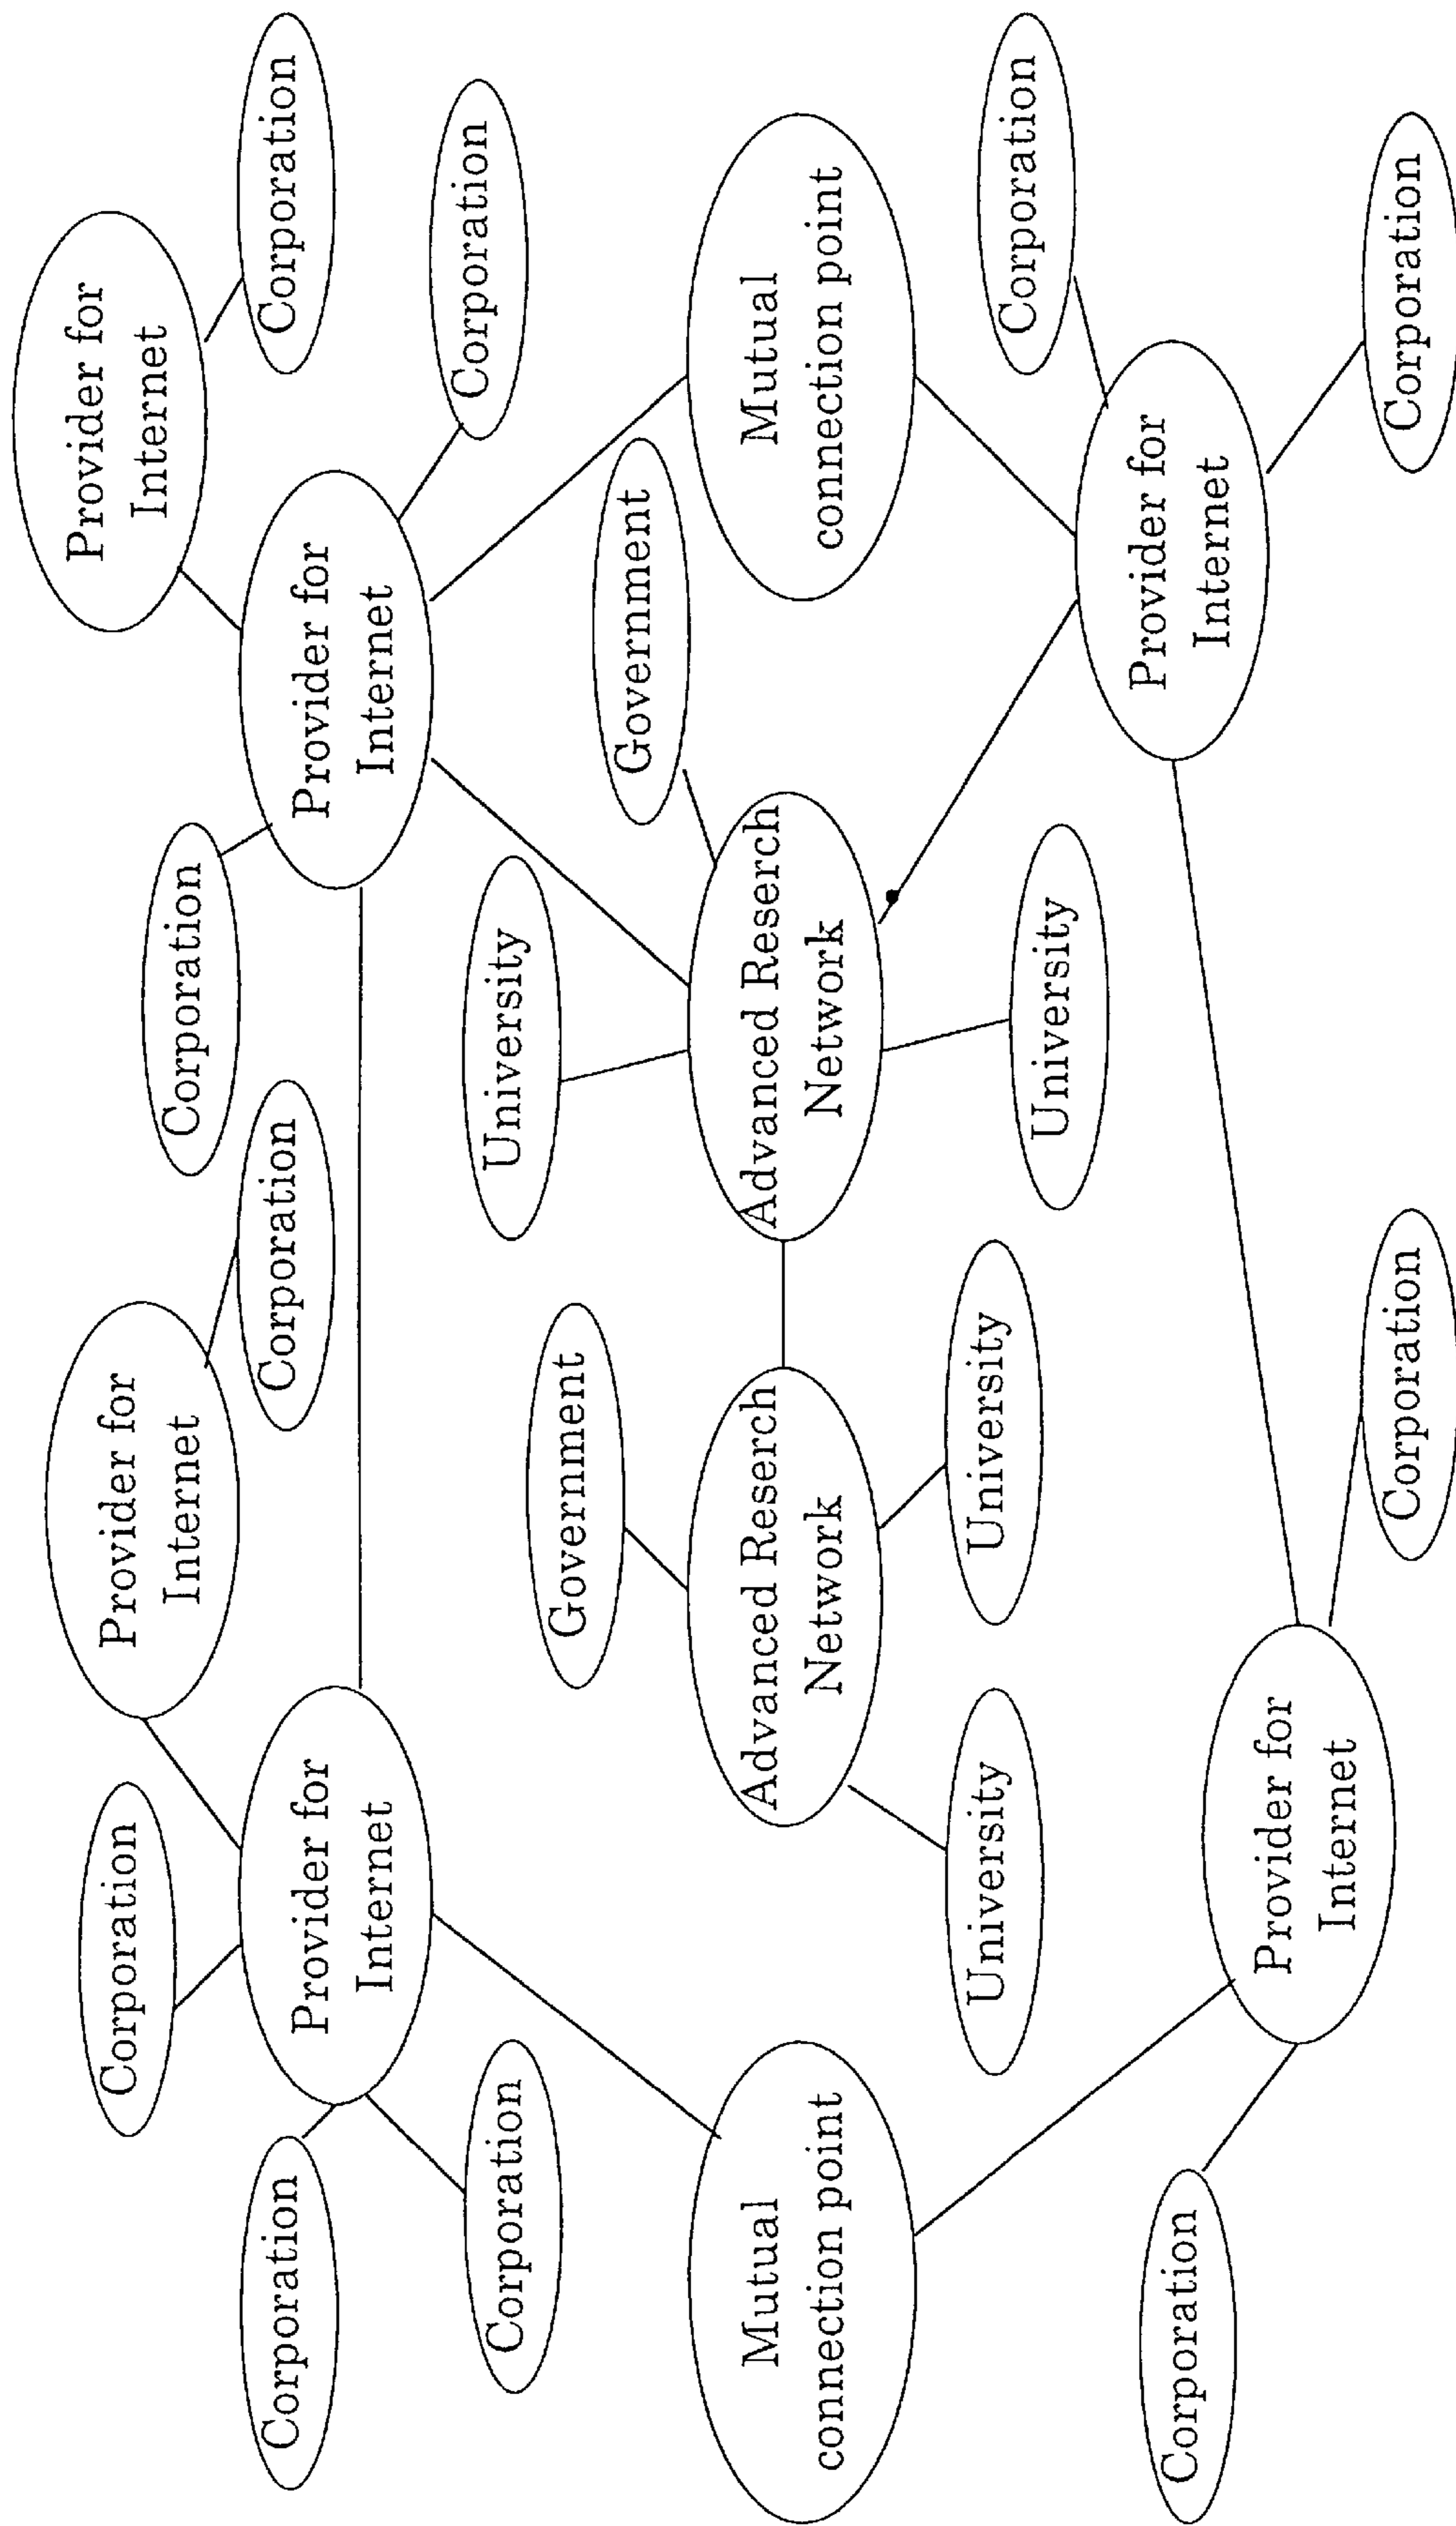 Provider for
Internet
Corporation
Provider for
Internet
Corporation
Corporation
Corporation
Corporation
Provider for
Internet
Provider for
Internet
Corporation
Corporation
University
Government
Government
Mutual
connection point
Advanced Reserch
Network
Advanced Reserch
Network
Mutual
connection point
University
University
Corporation
University
Provider for
Internet
Corporation
Provider for
Internet
Corporation
Corporation